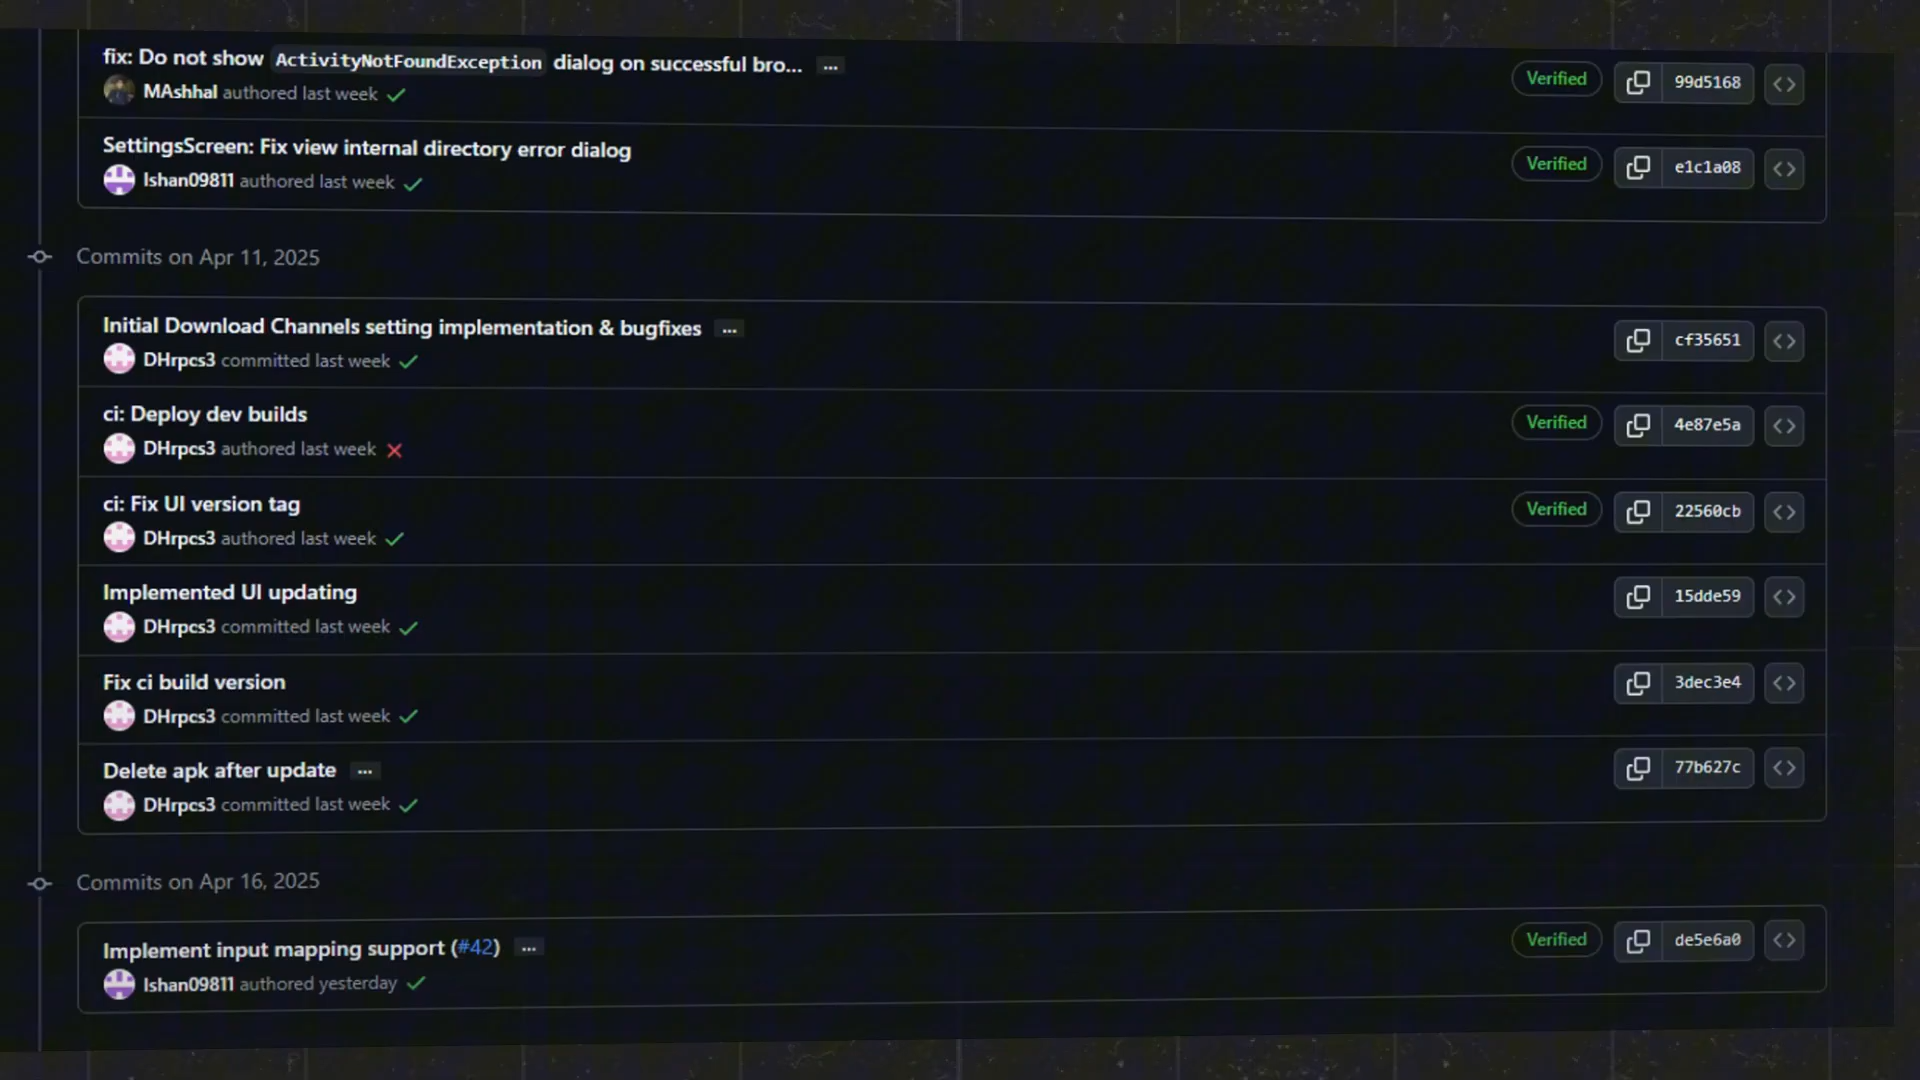 fix: Do not show ActivityNotFoundException dialog on successful bro... ...
MAshhal authored last week
Verified 99d5168
SettingsScreen: Fix view internal directory error dialog
Ishan09811 authored last week
Verified e1c1a08
Commits on Apr 11, 2025
Initial Download Channels setting implementation & bugfixes ...
DHrpcs3 committed last week
cf35651
ci: Deploy dev builds
DHrpcs3 authored last week
Verified 4e87e5a
ci: Fix UI version tag
DHrpcs3 authored last week
Verified 22560cb
Implemented UI updating
DHrpcs3 committed last week
15dde59
Fix ci build version
DHrpcs3 committed last week
3dec3e4
Delete apk after update ...
DHrpcs3 committed last week
77b627c
Commits on Apr 16, 2025
Implement input mapping support (#42) ...
Ishan09811 authored yesterday
Verified de5e6a0